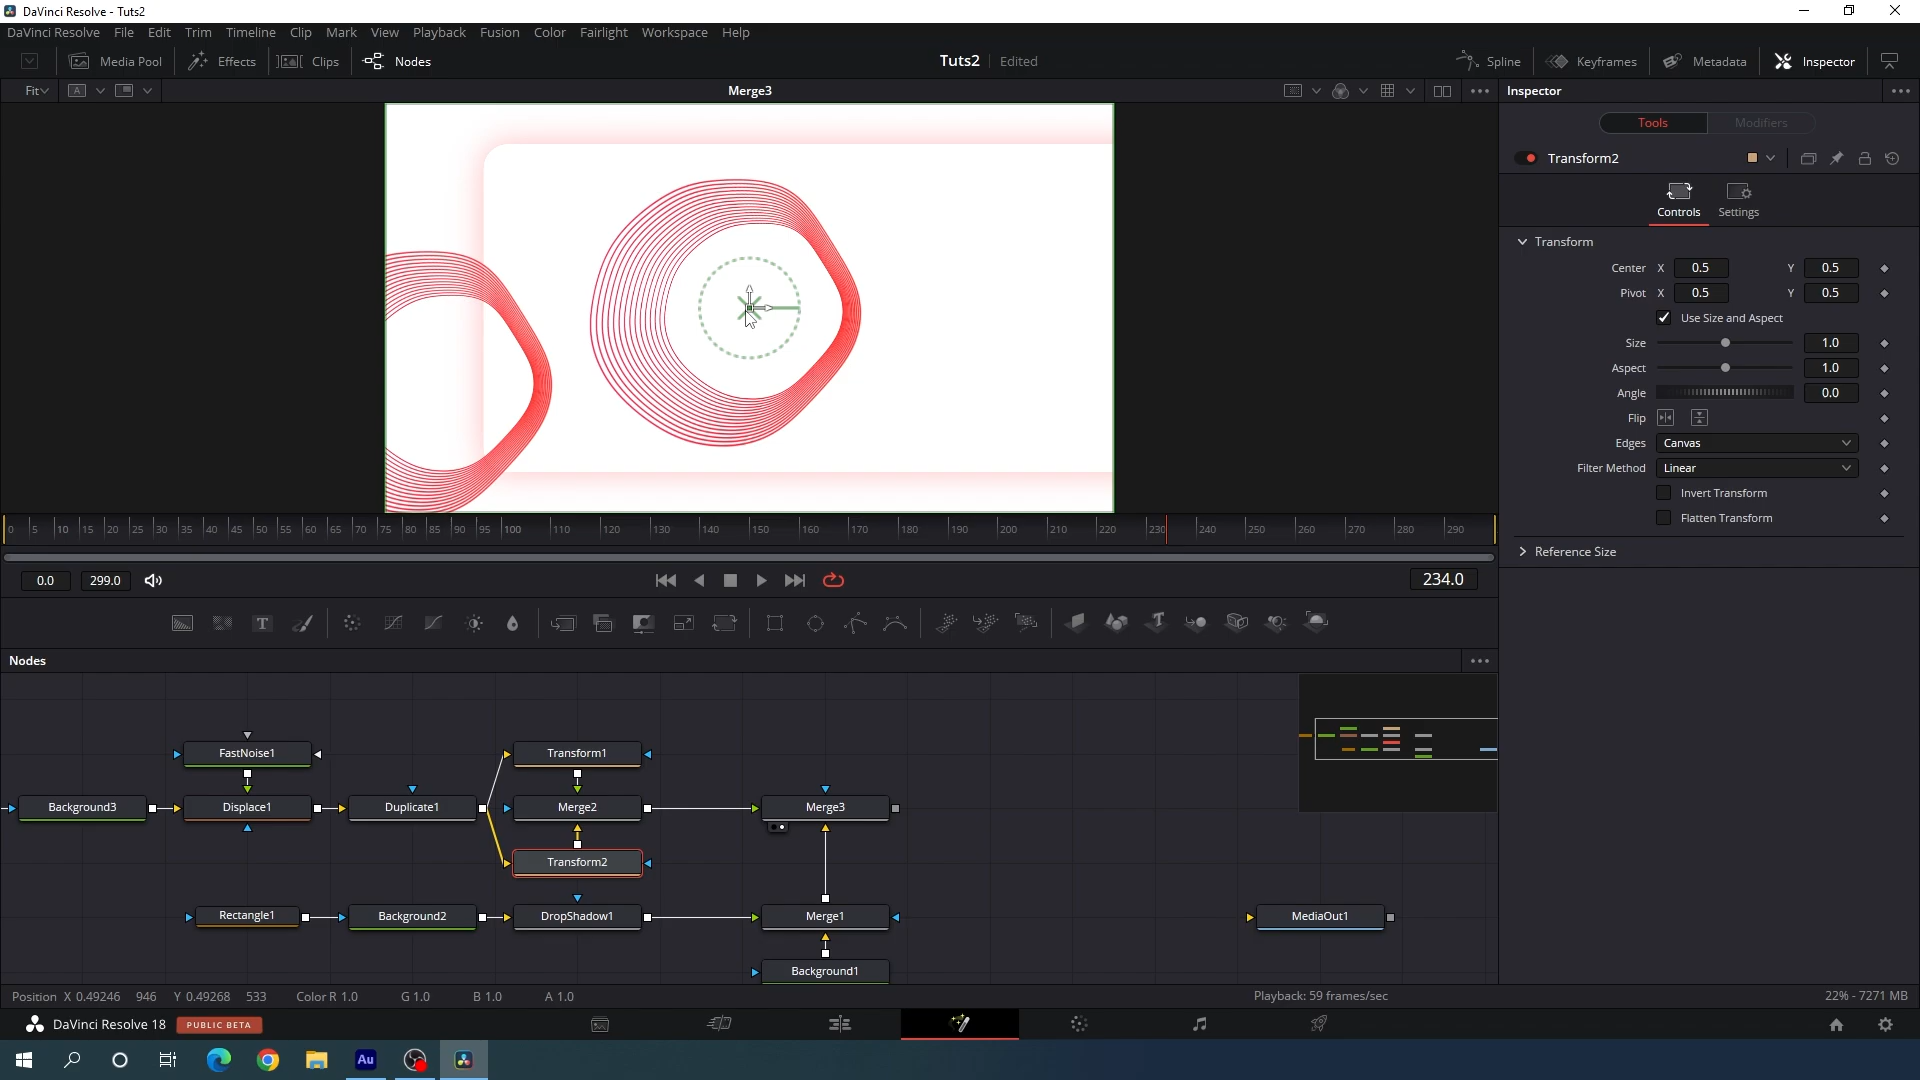 DaVinci Resolve - Tuts2
DaVinci Resolve File Edit Trim Timeline Clip Mark View Playback Fusion Color Fairlight Workspace Help
Media Pool Effects Clips Nodes Tuts2 Edited Spline Keyframes Metadata Inspector
Fit A Merge3 Inspector
Tools Modifiers
Transform2
Controls Settings
Transform
Center X 0.5 Y 0.5
Pivot X 0.5 Y 0.5
Use Size and Aspect
Size 1.0
Aspect 1.0
Angle 0.0
Flip
Edges Canvas
Filter Method Linear
Invert Transform
Flatten Transform
Reference Size
0 5 10 15 20 25 30 35 40 45 50 55 60 65 70 75 80 85 90 95 100 110 120 130 140 150 160 170 180 190 200 210 220 230 240 250 260 270 280 290
0.0 299.0 234.0
T T
Nodes
FastNoise1 Transform1
Background3 Displace1 Duplicate1 Merge2 Merge3
Transform2
Rectangle1 Background2 DropShadow1 Merge1 MediaOut1
Background1
Position X 0.49246 946 Y 0.49268 533 Color R 1.0 G 1.0 B 1.0 A 1.0 Playback: 59 frames/sec 22% - 7271 MB
DaVinci Resolve 18 PUBLIC BETA
Au